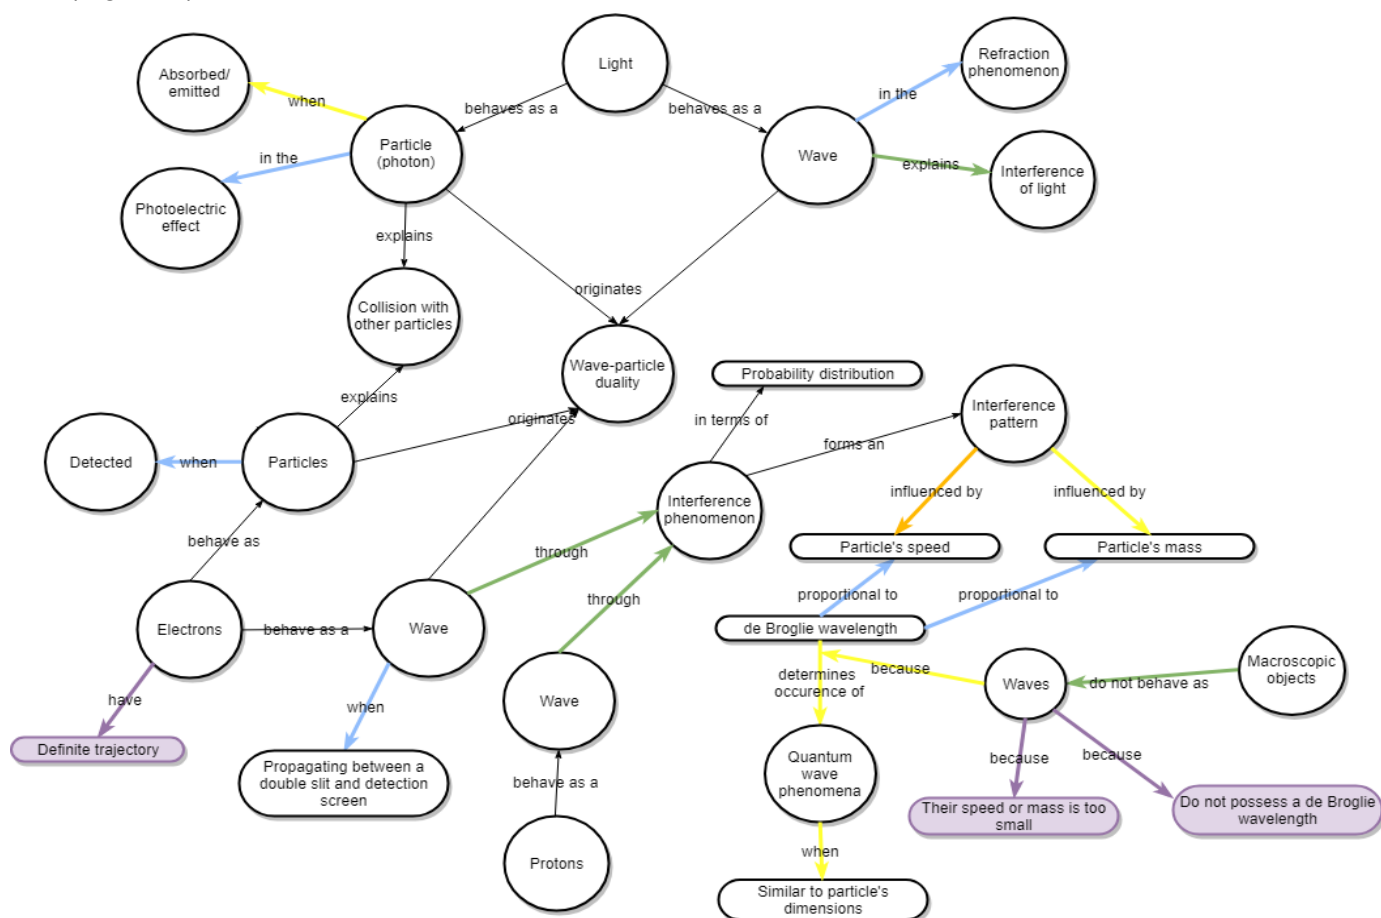 Light
Absorbed/
emitted
Refraction
phenomenon
when
behaves as a
behaves as a
in the
Particle
(photon)
Wave
in the
explains
Interference
of light
Photoelectric
effect
explains
originates
Collision with
other particles
Wave-particle
duality
Probability distribution
explains
originates
in terms of
Interference
pattern
forms an
Detected
when
Particles
Interference
phenomenon
influenced by
influenced by
behave as
through
Particle's speed
Particle's mass
through
proportional to
proportional to
Electrons
behave as a
Wave
de Broglie wavelength
because
determines
occurence of
Waves
do not behave as
Macroscopic
objects
have
when
Wave
Definite trajectory
because
because
Propagating between a
double slit and detection
screen
behave as a
Quantum
wave
phenomena
Their speed or mass is too
small
Do not possess a de Broglie
wavelength
when
Protons
Similar to particle's
dimensions